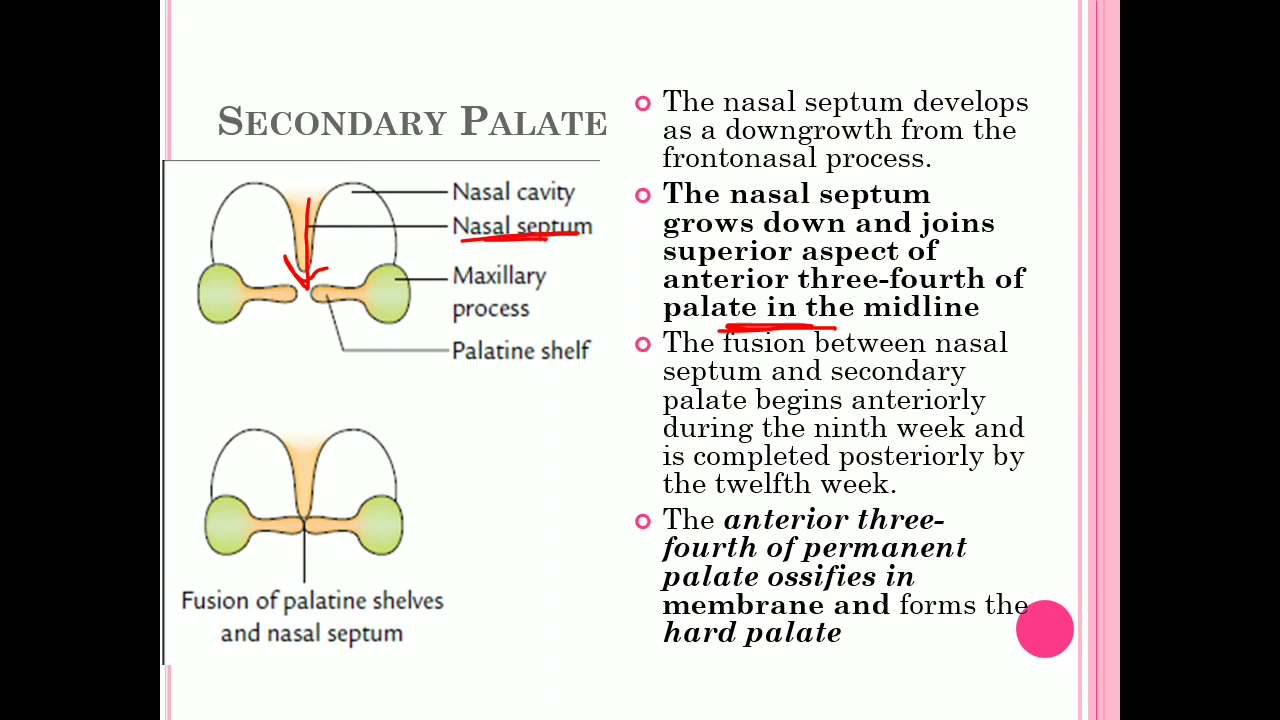 SECONDARY PALATE
Nasal cavity
Nasal septum
Maxillary
process
Palatine shelf
Fusion of palatine shelves
and nasal septum
The nasal septum develops
as a downgrowth from the
frontonasal process.
The nasal septum
grows down and joins
superior aspect of
anterior three-fourth of
palate in the midline
The fusion between nasal
septum and secondary
palate begins anteriorly
during the ninth week and
is completed posteriorly by
the twelfth week.
The anterior three-
fourth of permanent
palate ossifies in
membrane and forms the
hard palate